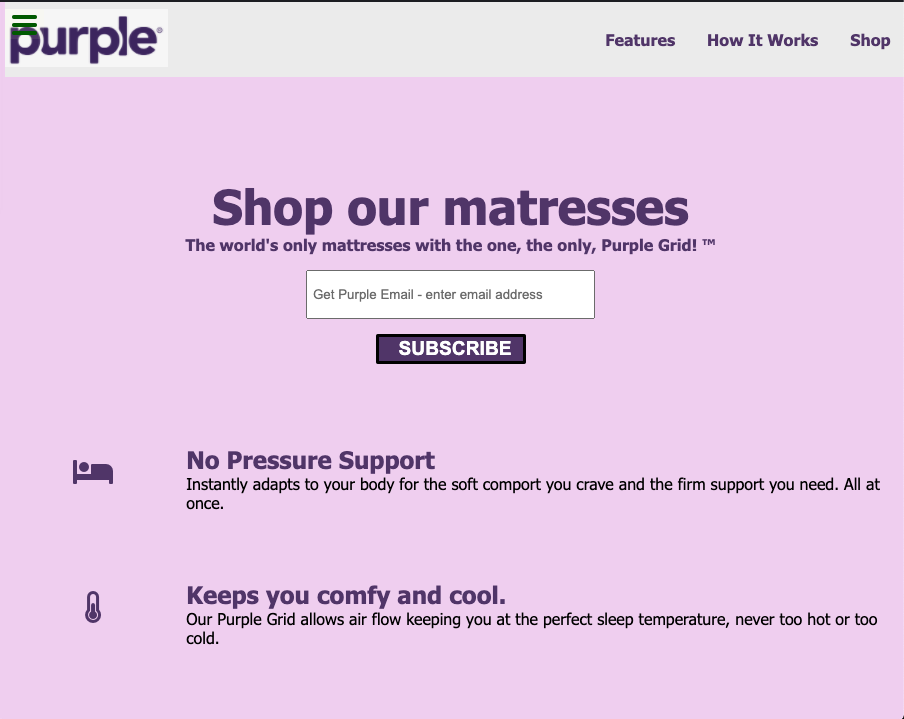 purple®
Features How It Works Shop
Shop our matresses
The world's only mattresses with the one, the only, Purple Grid! ™
Get Purple Email - enter email address
SUBSCRIBE
No Pressure Support
Instantly adapts to your body for the soft comport you crave and the firm support you need. All at
once.
Keeps you comfy and cool.
Our Purple Grid allows air flow keeping you at the perfect sleep temperature, never too hot or too
cold.